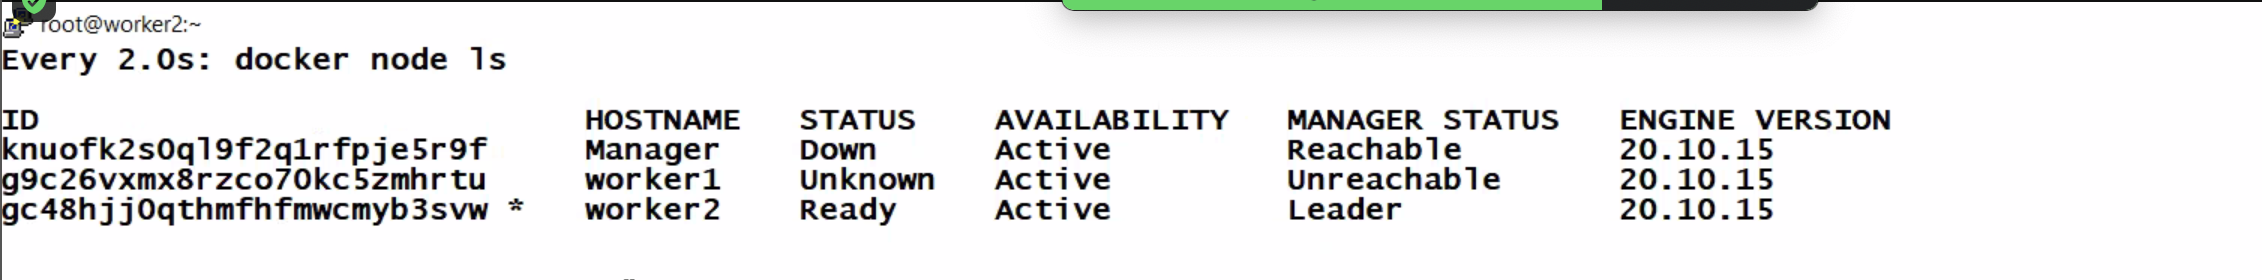 root@worker2:~
Every 2.0s: docker node ls
ID HOSTNAME STATUS AVAILABILITY MANAGER STATUS ENGINE VERSION
knuofk2s0ql9f2q1rfpje5r9f Manager Down Active Reachable 20.10.15
g9c26vxmx8rzco70kc5zmhrtu worker1 Unknown Active Unreachable 20.10.15
gc48hjj0qthmfhfmwcmyb3svw * worker2 Ready Active Leader 20.10.15